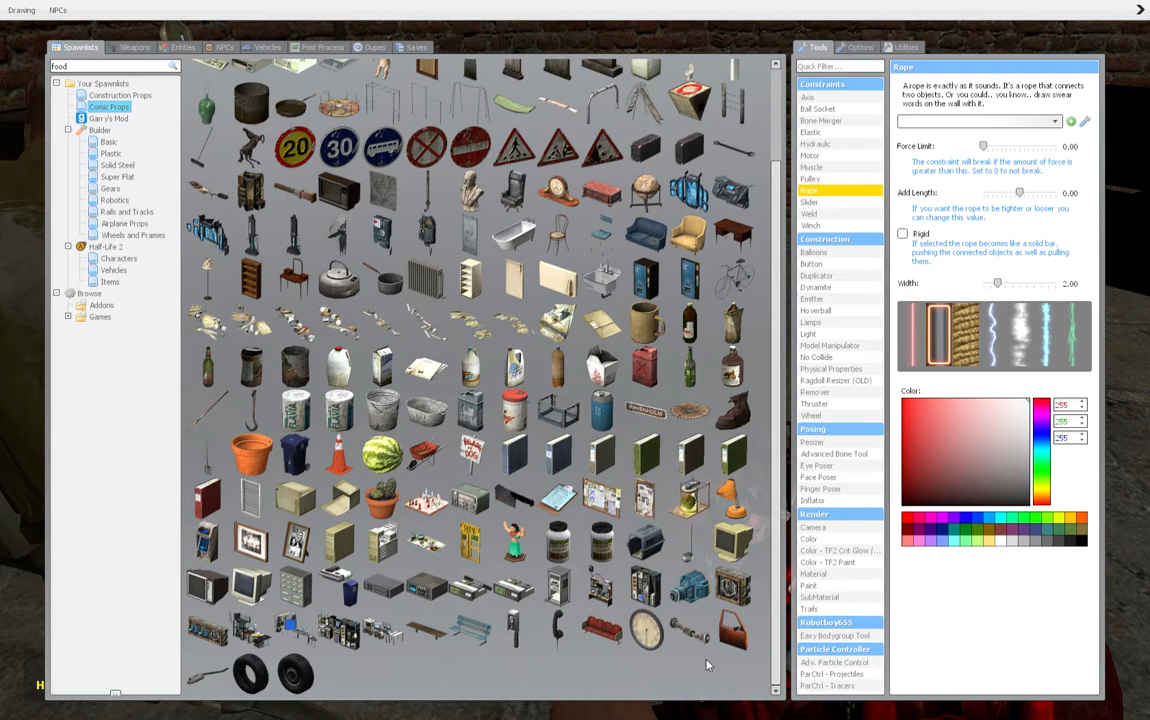 Drawing NPCs
Spawnlists Weapons Entities NPCs Vehicles Post Process Dupes Saves
food
Your Spawnlists
Construction Props
Comic Props
Garry's Mod
Builder
Basic
Plastic
Solid Steel
Super Flat
Gears
Robotics
Rails and Tracks
Airplane Props
Wheels and Frames
Half-Life 2
Characters
Vehicles
Items
Browse
Addons
Games
20 30
RAVENHOLM
BEWARE OF DOG
H
Tools Options Utilities
Quick Filter...
Constraints
Axis
Ball Socket
Bone Merger
Elastic
Hydraulic
Motor
Muscle
Pulley
Rope
Slider
Weld
Winch
Construction
Balloons
Button
Duplicator
Dynamite
Emitter
Hoverball
Lamps
Light
Model Manipulator
No Collide
Physical Properties
Ragdoll Resizer (OLD)
Remover
Thruster
Wheel
Posing
Resizer
Advanced Bone Tool
Eye Poser
Face Poser
Finger Poser
Inflator
Render
Camera
Color
Color - TF2 Crit Glow /...
Color - TF2 Paint
Material
Paint
SubMaterial
Trails
Robotboy655
Easy Bodygroup Tool
Particle Controller
Adv. Particle Control
ParCtrl - Projectiles
ParCtrl - Tracers
Rope
A rope is exactly as it sounds. It's a rope that connects
two objects. Or you could.. you know.. draw swear
words on the wall with it.
Force Limit: 0.00
The constraint will break if the amount of force is
greater than this. Set to 0 to not break.
Add Length: 0.00
If you want the rope to be tighter or looser you
can change this value.
Rigid
If selected the rope becomes like a solid bar,
pushing the connected objects as well as pulling
them.
Width: 2.00
Color:
255
255
255